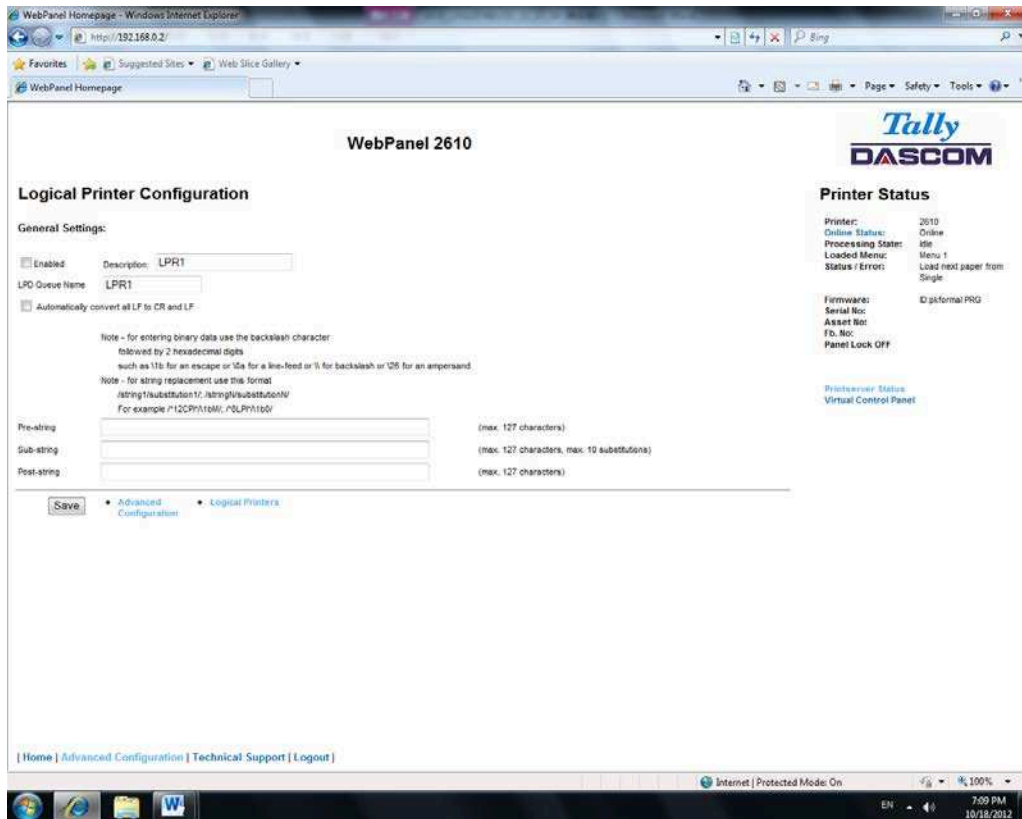 WebPanel Homepage - Windows Internet Explorer
http://192.168.0.2/
Bing
Favorites
Suggested Sites
Web Slice Gallery
WebPanel Homepage
Page
Safety
Tools
WebPanel 2610
Tally
DASCOM
Logical Printer Configuration
General Settings:
Enabled Description: LPR1
LPD Queue Name LPR1
Automatically convert all LF to CR and LF
Note - for entering binary data use the backslash character
followed by 2 hexadecimal digits
such as \1b for an escape or \0a for a line-feed or \\ for backslash or \26 for an ampersand
Note - for string replacement use this format
/string1/substitution1/; /stringN/substitutionN/
For example
Pre-string (max. 127 characters)
Sub-string (max. 127 characters, max. 10 substitutions)
Post-string (max. 127 characters)
Save
Advanced
Configuration
Logical Printers
Printer Status
Printer: 2610
Online Status: Online
Processing State: Idle
Loaded Menu: Menu 1
Status / Error: Load next paper from
Single
Firmware: ID:pkformal PRG
Serial No:
Asset No:
Fb. No:
Panel Lock OFF
Printserver Status
Virtual Control Panel
| Home | Advanced Configuration | Technical Support | Logout |
Internet | Protected Mode: On
100%
W
EN
7:09 PM
10/18/2012